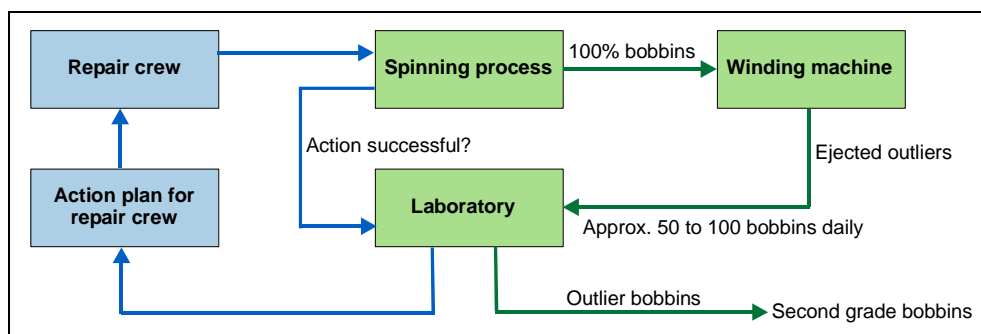 Repair crew
Spinning process
100% bobbins
Winding machine
Action successful?
Ejected outliers
Action plan for
repair crew
Laboratory
Approx. 50 to 100 bobbins daily
Outlier bobbins
Second grade bobbins